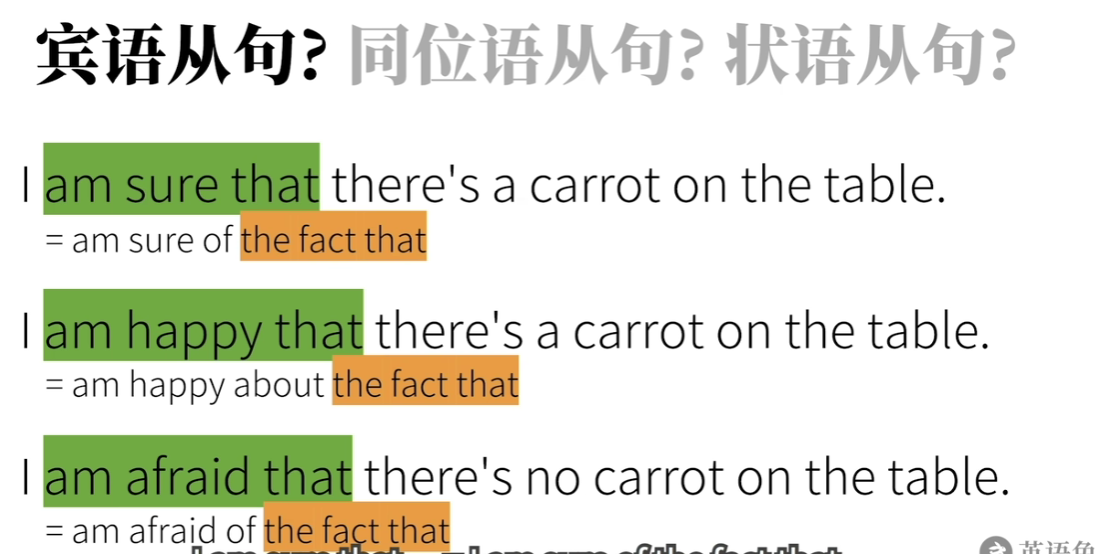 宾语从句? 同位语从句? 状语从句?
I am sure that there's a carrot on the table.
= am sure of the fact that
I am happy that there's a carrot on the table.
= am happy about the fact that
I am afraid that there's no carrot on the table.
= am afraid of the fact that
英语兔